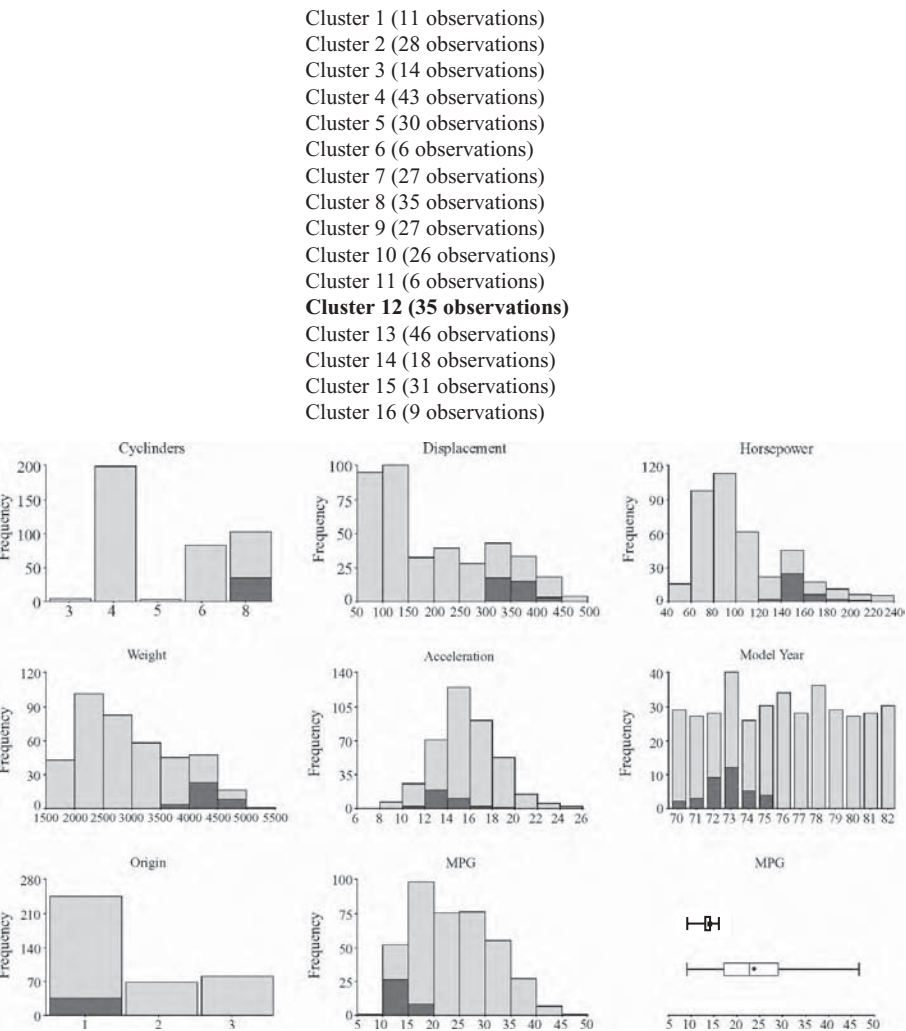 Cluster 1 (11 observations)
Cluster 2 (28 observations)
Cluster 3 (14 observations)
Cluster 4 (43 observations)
Cluster 5 (30 observations)
Cluster 6 (6 observations)
Cluster 7 (27 observations)
Cluster 8 (35 observations)
Cluster 9 (27 observations)
Cluster 10 (26 observations)
Cluster 11 (6 observations)
Cluster 12 (35 observations)
Cluster 13 (46 observations)
Cluster 14 (18 observations)
Cluster 15 (31 observations)
Cluster 16 (9 observations)
Cyclinders
Frequency
200
150
100
50
0
3 4 5 6 8
Displacement
Frequency
100
75
50
25
0
50 100 150 200 250 300 350 400 450 500
Horsepower
Frequency
120
90
60
30
0
40 60 80 100 120 140 160 180 200 220 240
Weight
Frequency
120
90
60
30
0
1500 2000 2500 3000 3500 4000 4500 5000 5500
Acceleration
Frequency
140
105
70
35
0
6 8 10 12 14 16 18 20 22 24 26
Model Year
Frequency
40
30
20
10
0
70 71 72 73 74 75 76 77 78 79 80 81 82
Origin
Frequency
280
210
140
70
0
1 2 3
MPG
Frequency
100
75
50
25
0
5 10 15 20 25 30 35 40 45 50
MPG
5 10 15 20 25 30 35 40 45 50